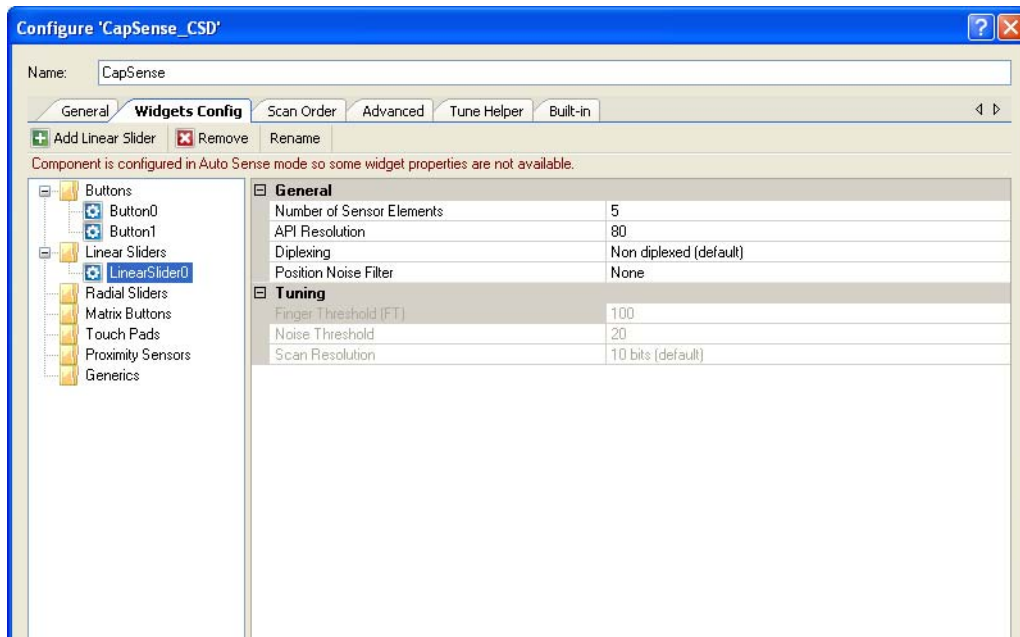 Configure 'CapSense_CSD'
Name: CapSense
General Widgets Config Scan Order Advanced Tune Helper Built-in
Add Linear Slider Remove Rename
Component is configured in Auto Sense mode so some widget properties are not available.
Buttons
Button0
Button1
Linear Sliders
LinearSlider0
Radial Sliders
Matrix Buttons
Touch Pads
Proximity Sensors
Generics
General
Number of Sensor Elements 5
API Resolution 80
Diplexing Non diplexed (default)
Position Noise Filter None
Tuning
Finger Threshold (FT) 100
Noise Threshold 20
Scan Resolution 10 bits (default)